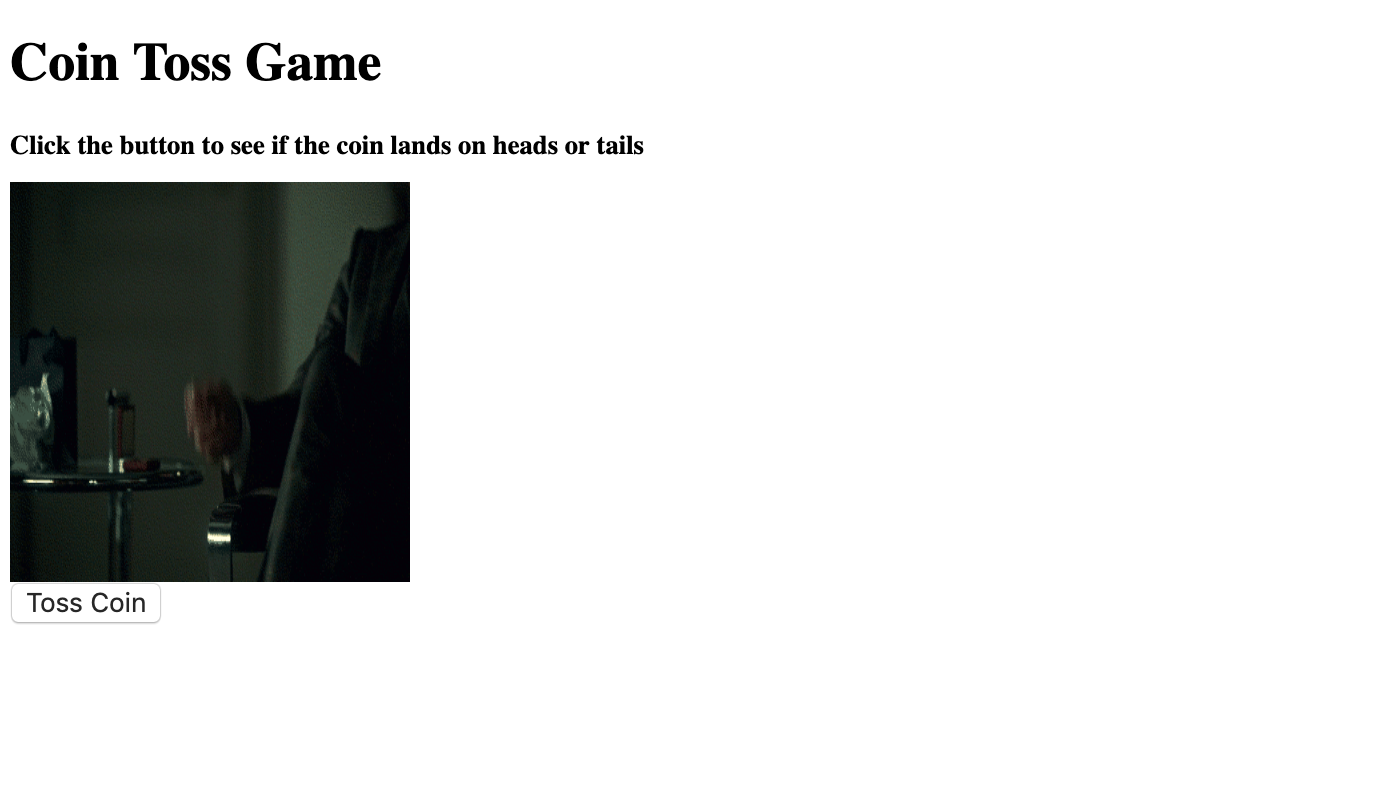 Coin Toss Game
Click the button to see if the coin lands on heads or tails
Toss Coin